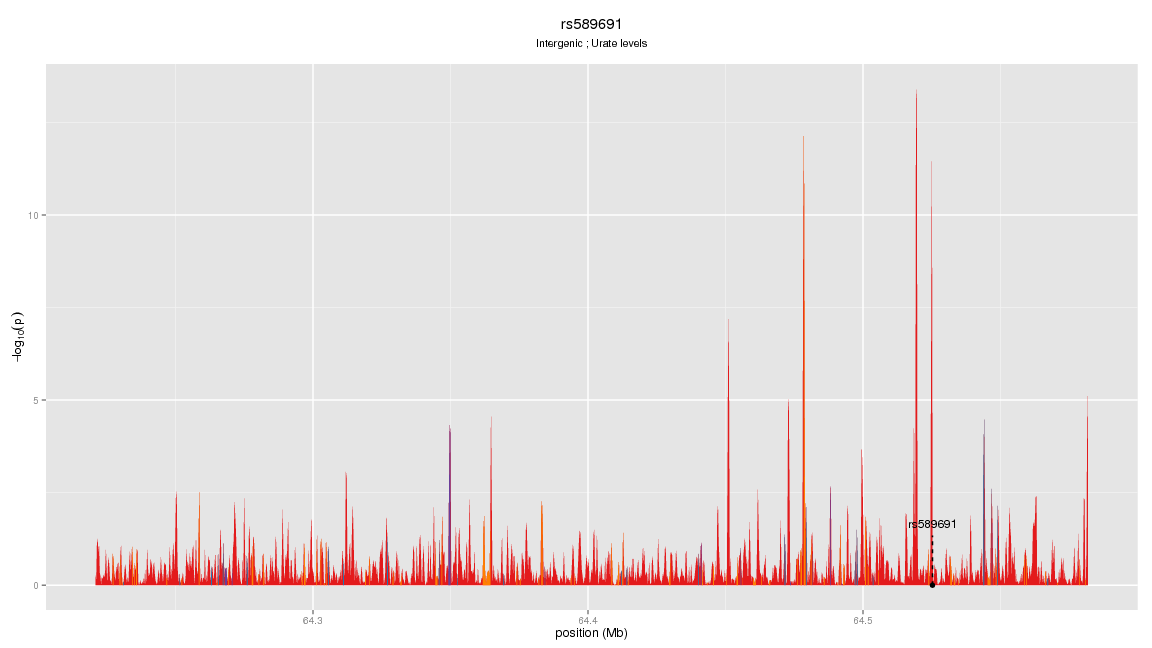 rs589691
Intergenic ; Urate levels
10
5
0
-log10(p)
rs589691
64.3
64.4
64.5
position (Mb)